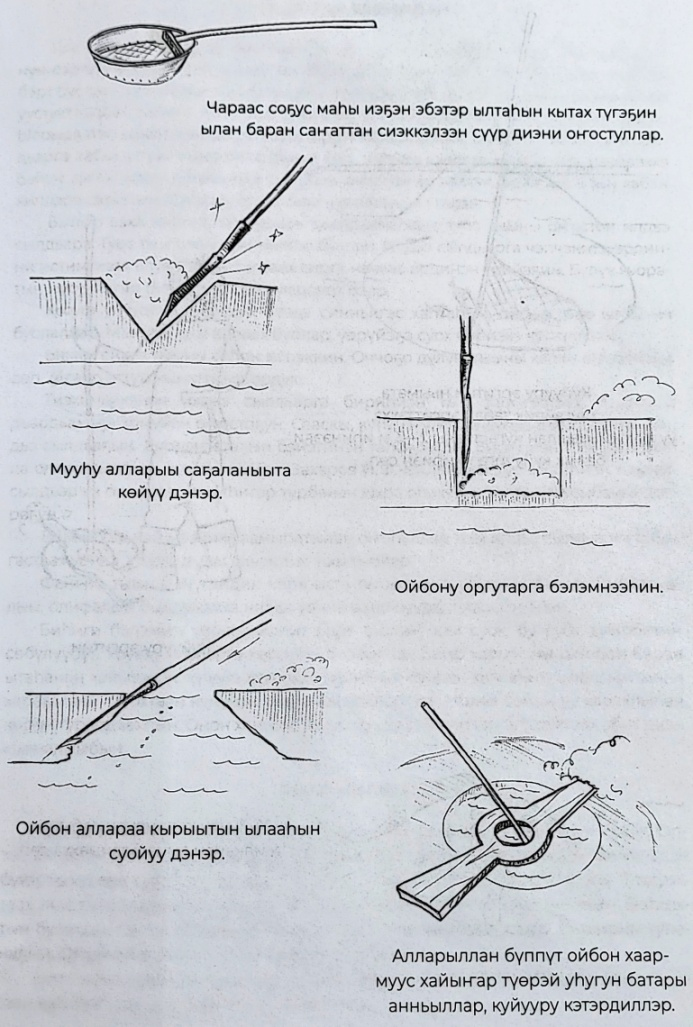 Чараас соҕус маһы иэҕэн эбэтэр ылтаһын кытах түгэҕин
ылан баран саҥаттан сиэккэлээн сүүр диэни оҥостуллар.
Мууһу алларыы саҕаланыыта
көйүү дэнэр.
Ойбону оргутарга бэлэмнээһин.
Ойбон аллараа кырыытын ылааһын
суойуу дэнэр.
Алларыллан бүппүт ойбон хаар-
муус хайыҥар түөрэй уһугун батары
анньыллар, куйууру кэтэрдиллэр.